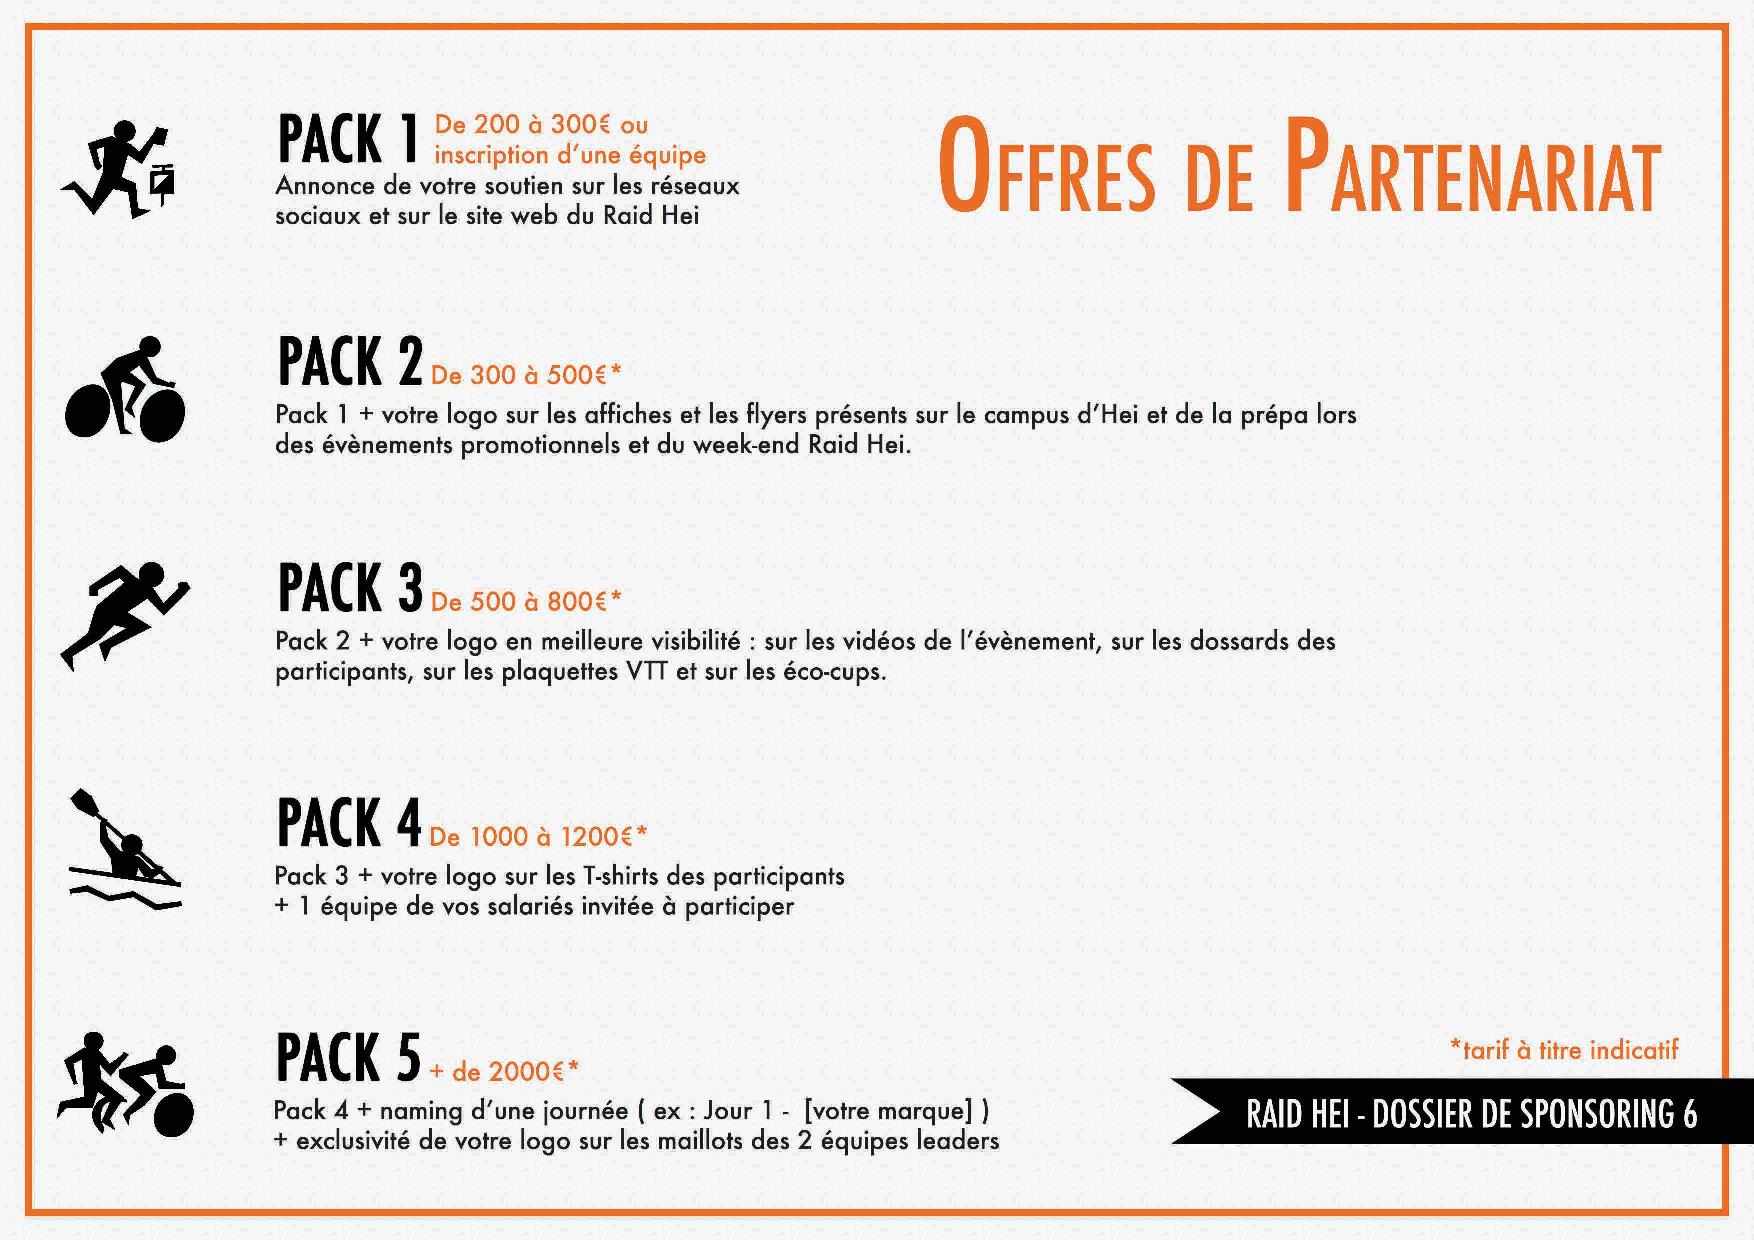 OFFRES DE PARTENARIAT
PACK 1 De 200 à 300€ ou
inscription d’une équipe
Annonce de votre soutien sur les réseaux
sociaux et sur le site web du Raid Hei
PACK 2 De 300 à 500€*
Pack 1 + votre logo sur les affiches et les flyers présents sur le campus d’Hei et de la prépa lors
des évènements promotionnels et du week-end Raid Hei.
PACK 3 De 500 à 800€*
Pack 2 + votre logo en meilleure visibilité : sur les vidéos de l’évènement, sur les dossards des
participants, sur les plaquettes VTT et sur les éco-cups.
PACK 4 De 1000 à 1200€*
Pack 3 + votre logo sur les T-shirts des participants
+ 1 équipe de vos salariés invitée à participer
PACK 5 + de 2000€*
Pack 4 + naming d’une journée ( ex : Jour 1 - [votre marque] )
+ exclusivité de votre logo sur les maillots des 2 équipes leaders
*tarif à titre indicatif
RAID HEI - DOSSIER DE SPONSORING 6